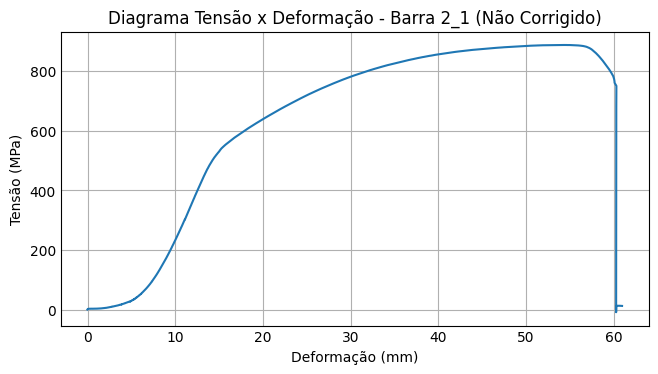 Diagrama Tensão x Deformação - Barra 2_1 (Não Corrigido)
Tensão (MPa)
800
600
400
200
0
0 10 20 30 40 50 60
Deformação (mm)